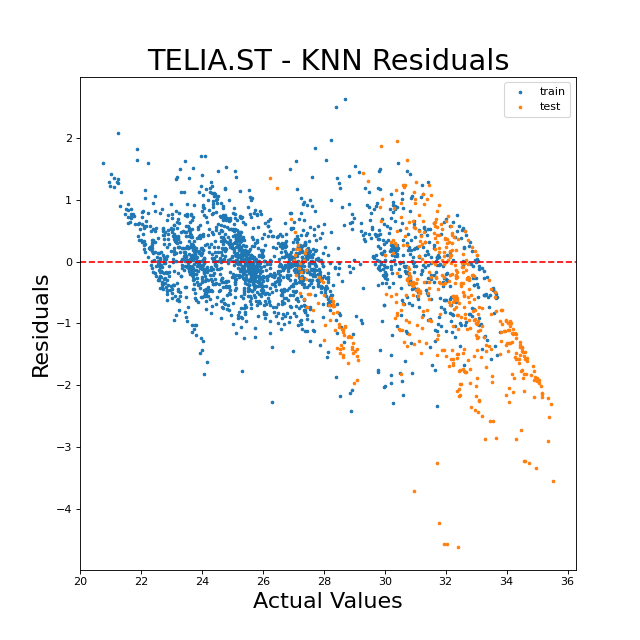 TELIA.ST - KNN Residuals
train
test
Residuals
2
1
0
−1
−2
−3
−4
20 22 24 26 28 30 32 34 36
Actual Values